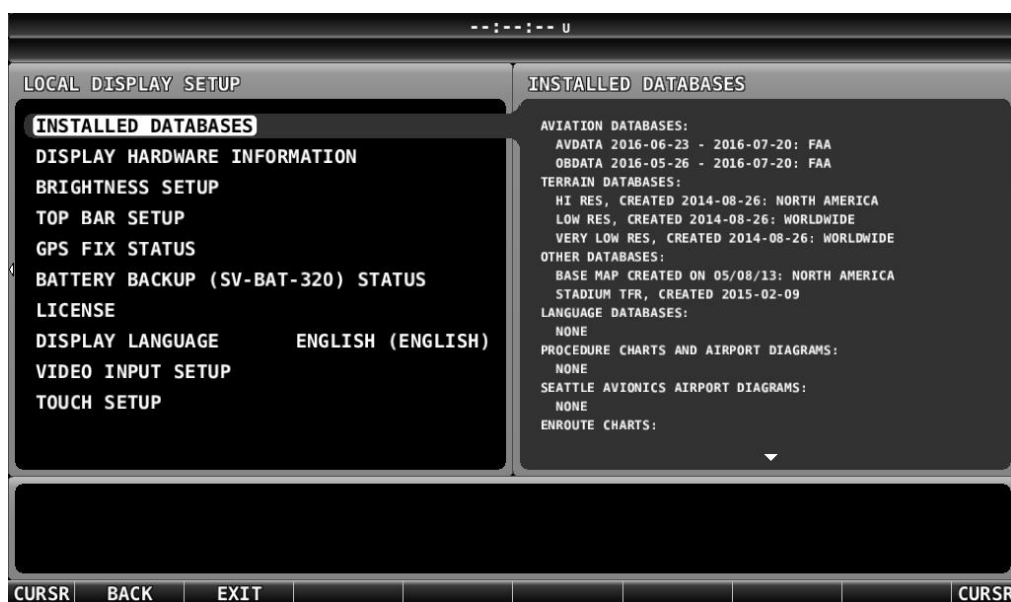 --:--:-- U
LOCAL DISPLAY SETUP
INSTALLED DATABASES
DISPLAY HARDWARE INFORMATION
BRIGHTNESS SETUP
TOP BAR SETUP
GPS FIX STATUS
BATTERY BACKUP (SV-BAT-320) STATUS
LICENSE
DISPLAY LANGUAGE ENGLISH (ENGLISH)
VIDEO INPUT SETUP
TOUCH SETUP
INSTALLED DATABASES
AVIATION DATABASES:
AVDATA 2016-06-23 - 2016-07-20: FAA
OBDATA 2016-05-26 - 2016-07-20: FAA
TERRAIN DATABASES:
HI RES, CREATED 2014-08-26: NORTH AMERICA
LOW RES, CREATED 2014-08-26: WORLDWIDE
VERY LOW RES, CREATED 2014-08-26: WORLDWIDE
OTHER DATABASES:
BASE MAP CREATED ON 05/08/13: NORTH AMERICA
STADIUM TFR, CREATED 2015-02-09
LANGUAGE DATABASES:
NONE
PROCEDURE CHARTS AND AIRPORT DIAGRAMS:
NONE
SEATTLE AVIONICS AIRPORT DIAGRAMS:
NONE
ENROUTE CHARTS:
CURSR BACK EXIT CURSR